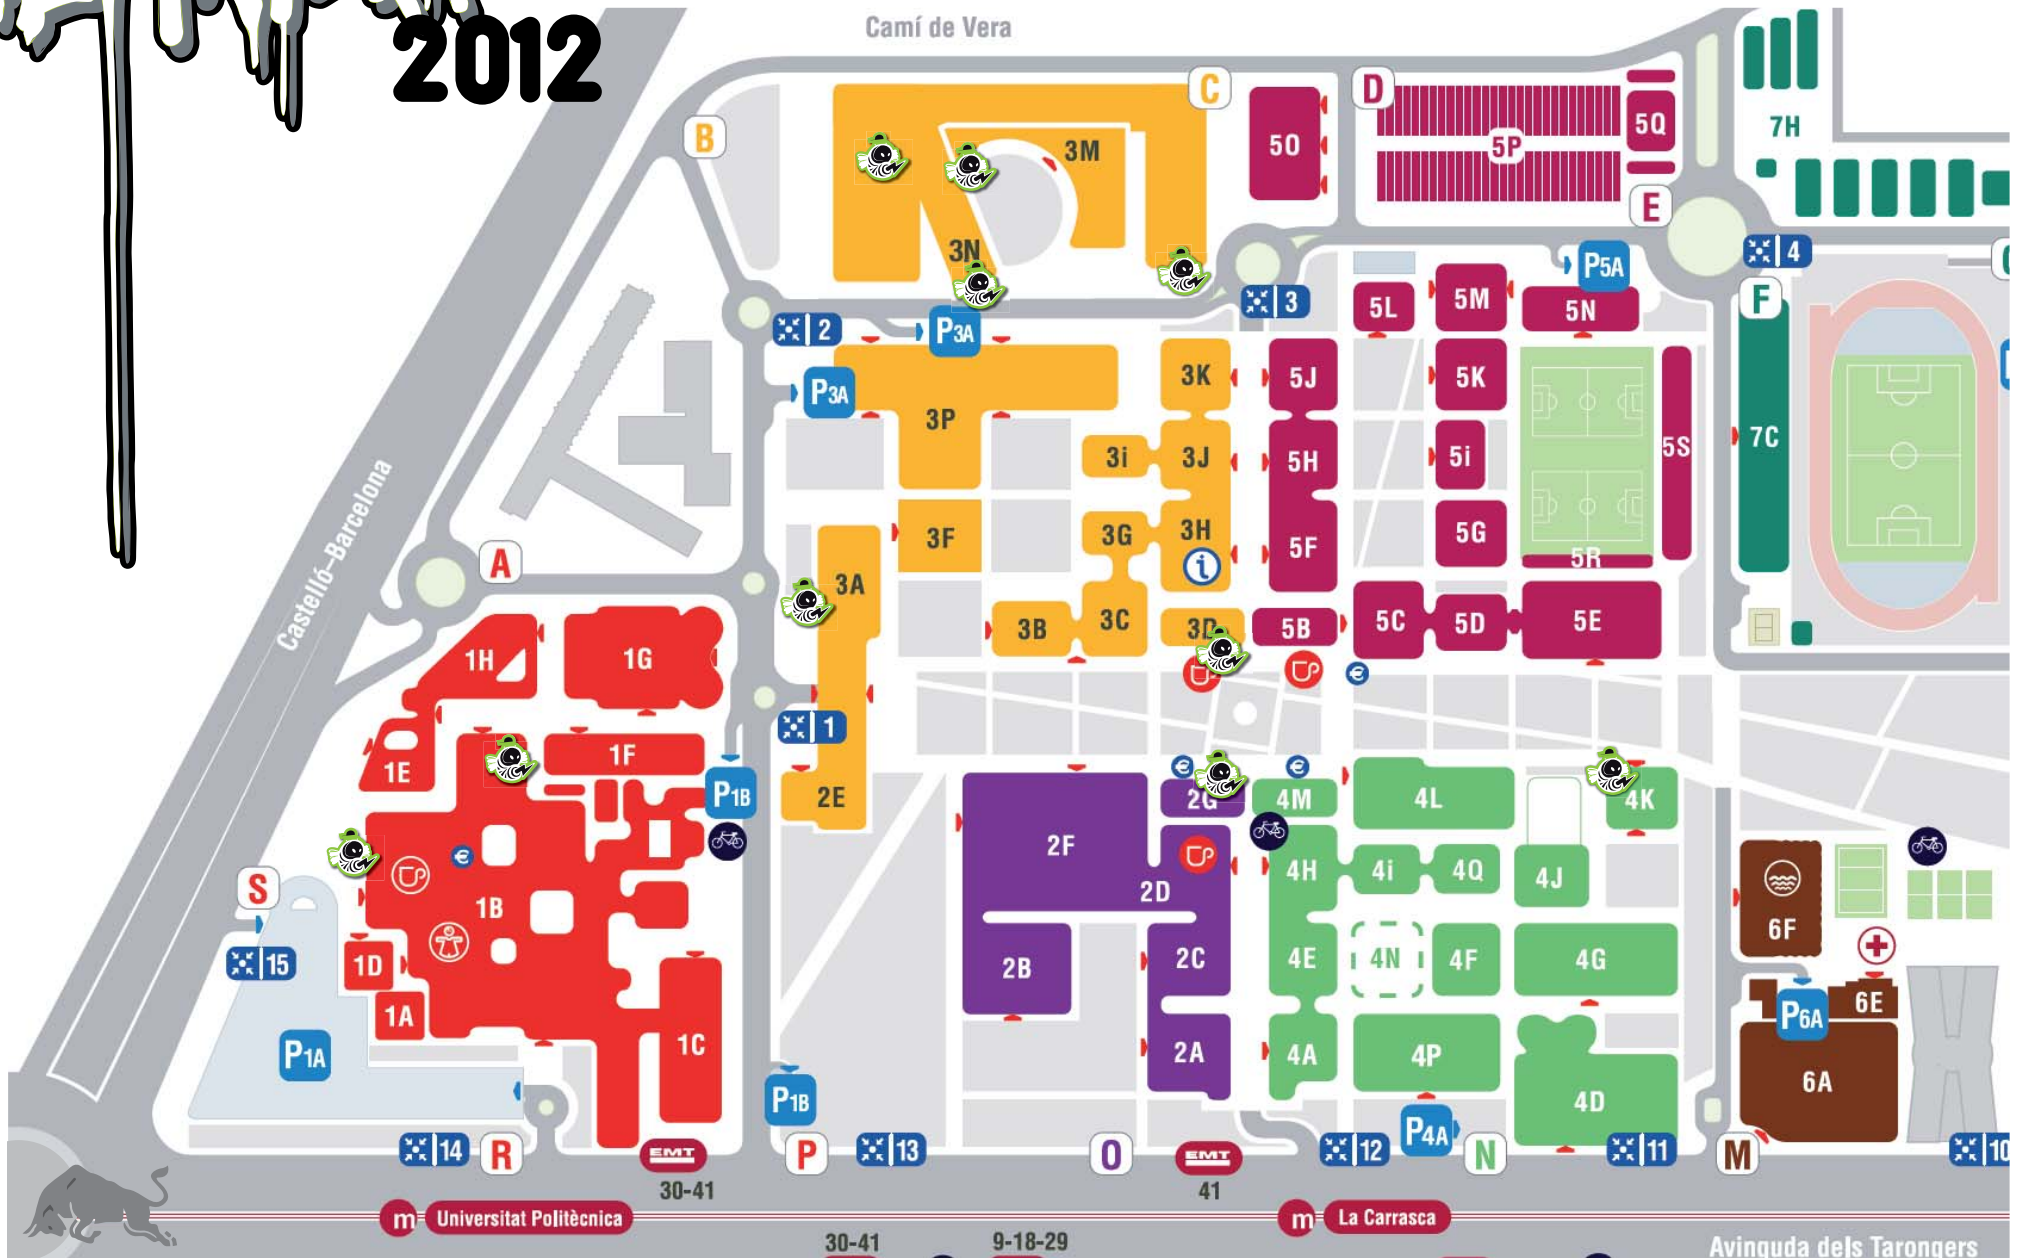 2012
Camí de Vera
C
D
5Q
7H
B
3M
5O
5P
E
3N
4
P5A
3
5L
5M
5N
F
2
P3A
P3A
3K
5J
5K
3P
3i
3J
5H
5i
5S
7C
Castelló–Barcelona
3F
3G
3H
i
5F
5G
5R
A
3A
3B
3C
3D
5B
5C
5D
5E
1H
1G
€
1
1F
1E
P1B
2E
€
€
2G
4M
4L
4K
2F
€
S
1B
2D
4H
4i
4Q
4J
6F
15
1D
2B
2C
4E
4N
4F
4G
1A
P6A
6E
P1A
1C
2A
4A
4P
6A
P1B
4D
P4A
14
R
EMT
P
13
O
EMT
12
N
11
M
10
30-41
41
m Universitat Politècnica
m La Carrasca
30-41
9-18-29
Avinguda dels Tarongers